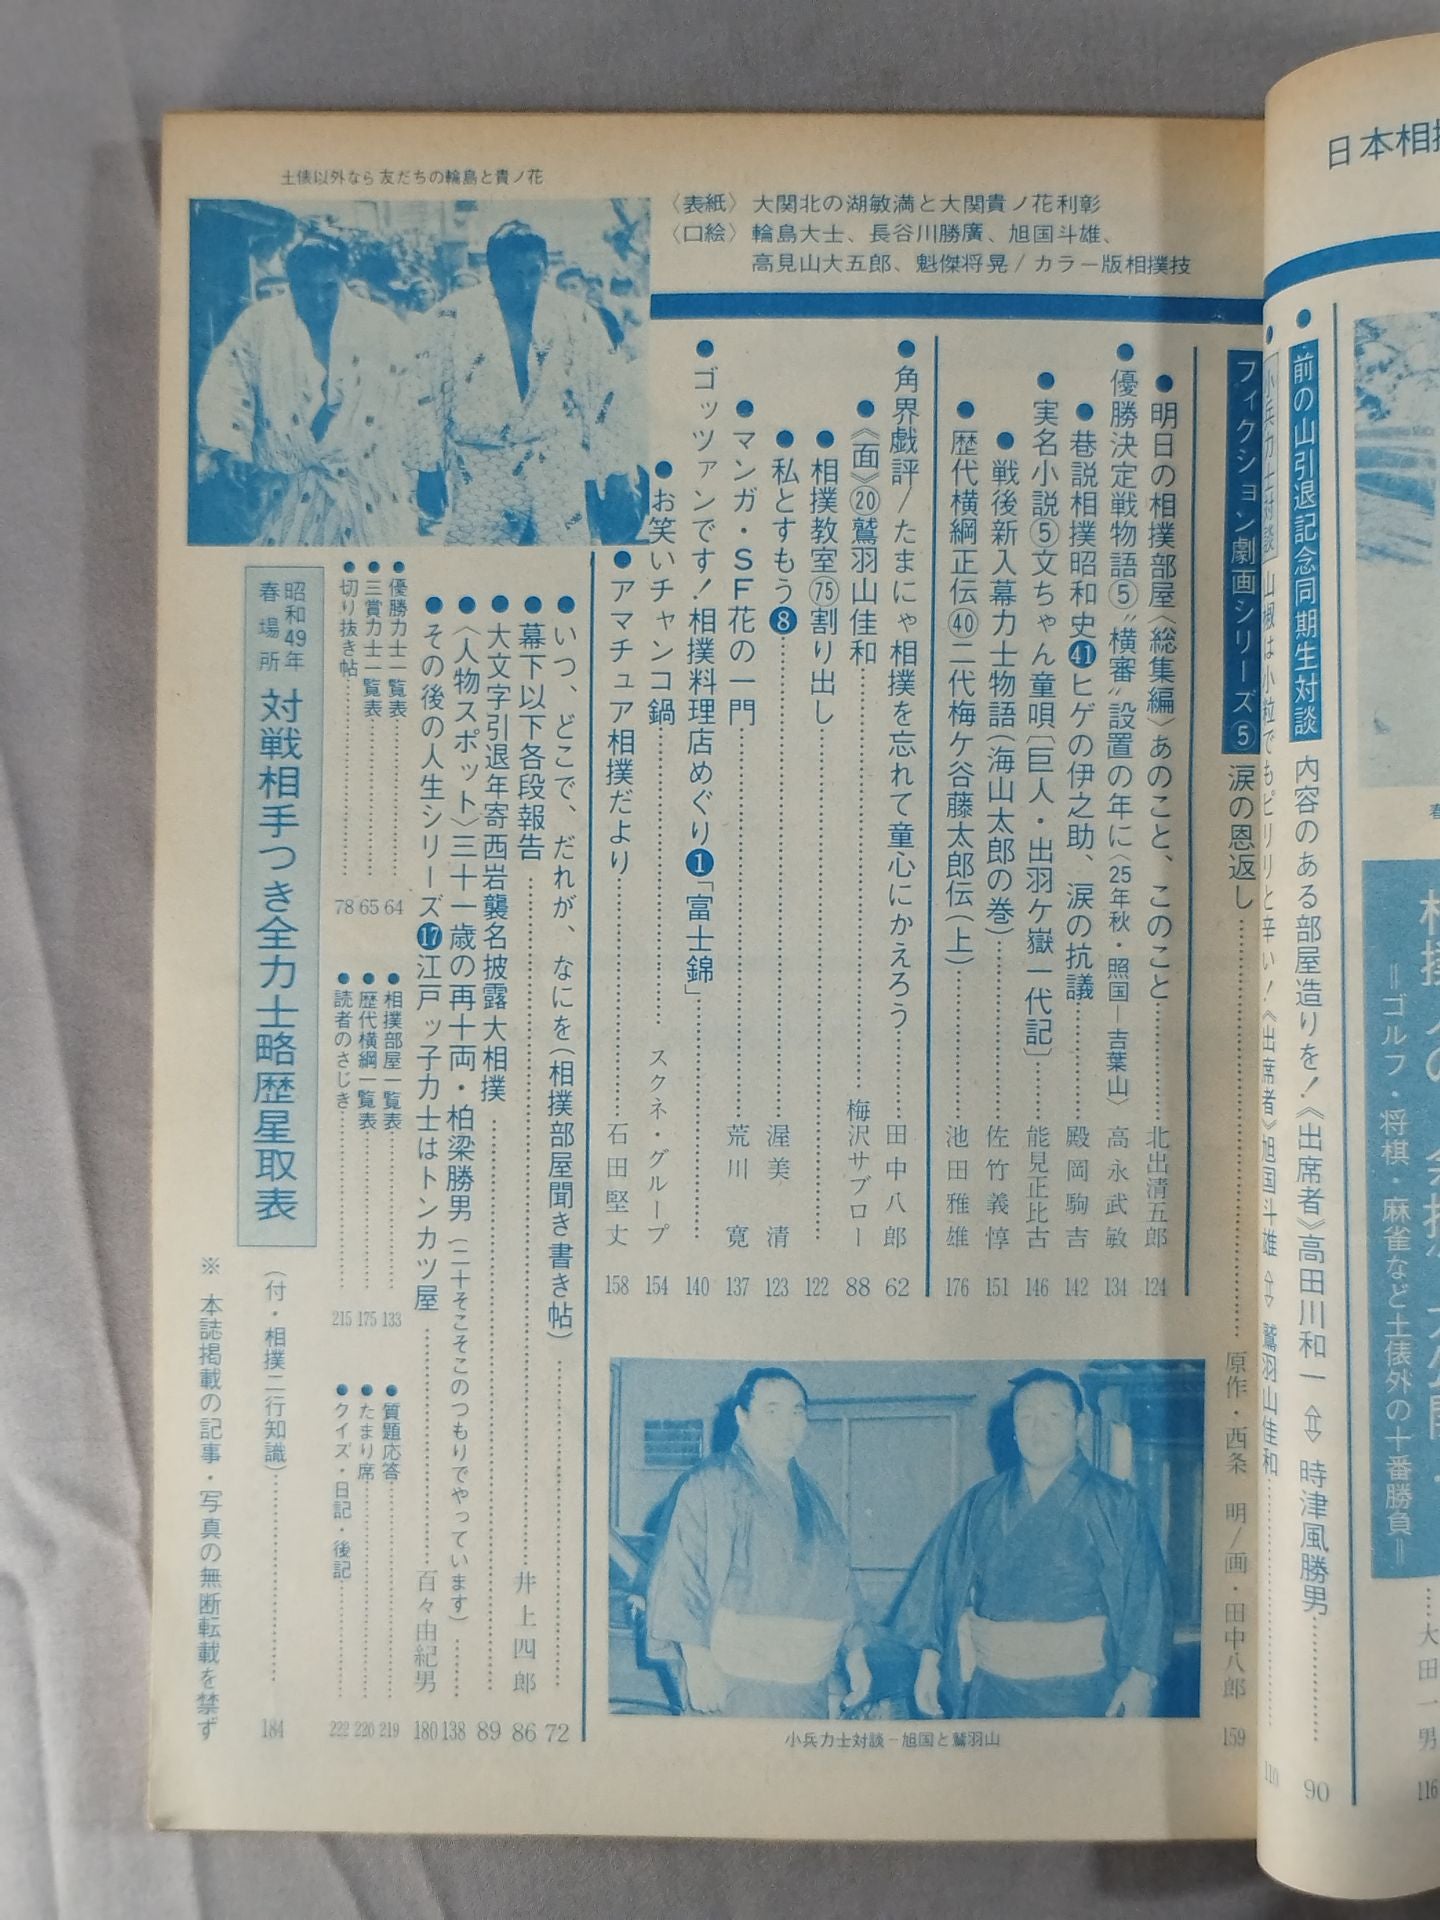 日本相撲
前の山引退記念同期生対談 内容のある部屋造りを!《出席者》高田川和一⇔時津風勝男 90
小兵力士対談 山椒は小粒でもピリリと辛い!《出席者》旭国斗雄⇔鷲羽山佳和 110
=ゴルフ・将棋・麻雀など土俵外の十番勝負=
大田一男 116
〈表紙〉大関北の湖敏満と大関貴ノ花利彰
〈口絵〉輪島大士、長谷川勝廣、旭国斗雄、
高見山大五郎、魁傑将晃/カラー版相撲技
土俵以外なら友だちの輪島と貴ノ花
フィクション劇画シリーズ⑤ 涙の恩返し 原作・西条 明/画・田中八郎 159
●明日の相撲部屋〈総集編〉あのこと、このこと 北出清五郎 124
●優勝決定戦物語⑤〝横審〟設置の年に〈25年秋・照国―吉葉山〉 高永武敏 134
●巷説相撲昭和史㊶ヒゲの伊之助、涙の抗議 殿岡駒吉 142
●実名小説⑤文ちゃん童唄〔巨人・出羽ケ嶽一代記〕 能見正比古 146
●戦後新入幕力士物語(海山太郎の巻) 佐竹義惇 151
●歴代横綱正伝㊵二代梅ケ谷藤太郎伝(上) 池田雅雄 176
●角界戯評/たまにゃ相撲を忘れて童心にかえろう 田中八郎 62
●《面》⑳鷲羽山佳和 梅沢サブロー 88
●相撲教室㊆割り出し 122
●私とすもう❽ 渥美 清 123
●マンガ・SF花の一門 荒川 寛 137
●ゴッツァンです!相撲料理店めぐり❶「富士錦」 140
●お笑いチャンコ鍋 スクネ・グループ 154
●アマチュア相撲だより 石田堅丈 158
●いつ、どこで、だれが、なにを(相撲部屋聞き書き帖) 72
●幕下以下各段報告 井上四郎 86
●大文字引退年寄西岩襲名披露大相撲 89
●〈人物スポット〉三十一歳の再十両・柏梁勝男(二十そこそこのつもりでやっています) 138
●その後の人生シリーズ⓱江戸ッ子力士はトンカツ屋 百々由紀男 180
●優勝力士一覧表 64
●三賞力士一覧表 65
●切り抜き帖 78
●相撲部屋一覧表 133
●歴代横綱一覧表 175
●読者のさじき 215
●質題応答 219
●たまり席 220
●クイズ・日記・後記 222
昭和49年春場所 対戦相手つき全力士略歴星取表 (付・相撲二行知識) 184
※ 本誌掲載の記事・写真の無断転載を禁ず
小兵力士対談―旭国と鷲羽山